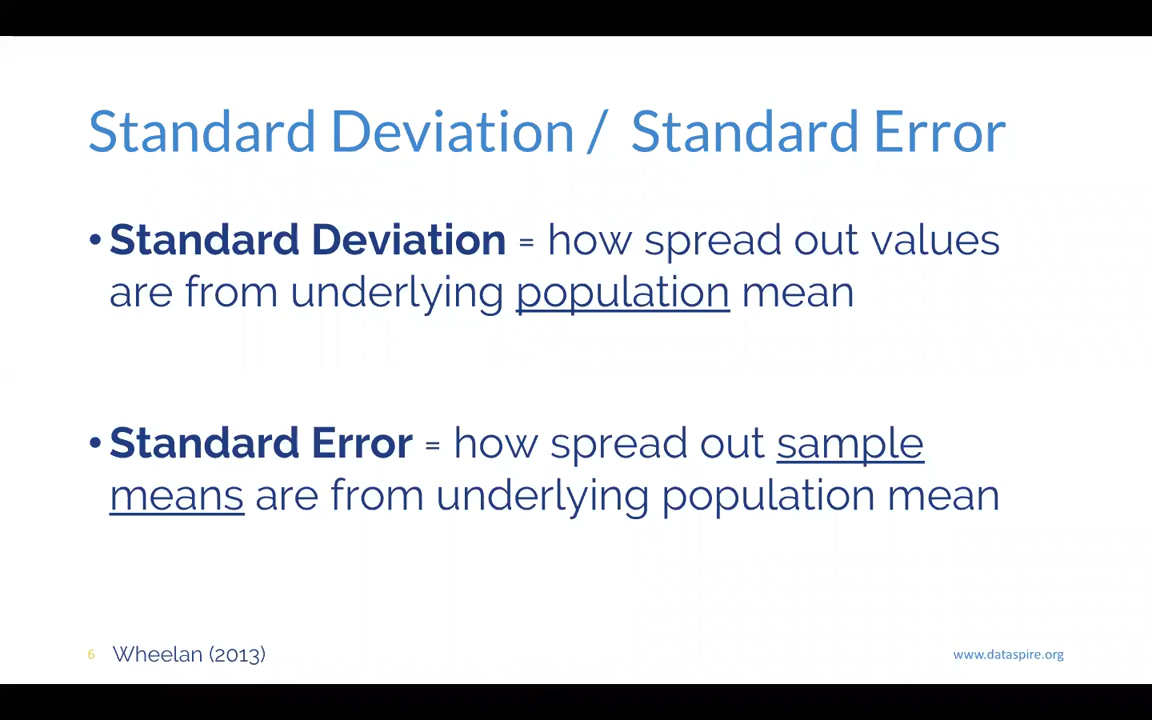 Standard Deviation / Standard Error
• Standard Deviation = how spread out values
are from underlying population mean
• Standard Error = how spread out sample
means are from underlying population mean
6 Wheelan (2013)
www.dataspire.org